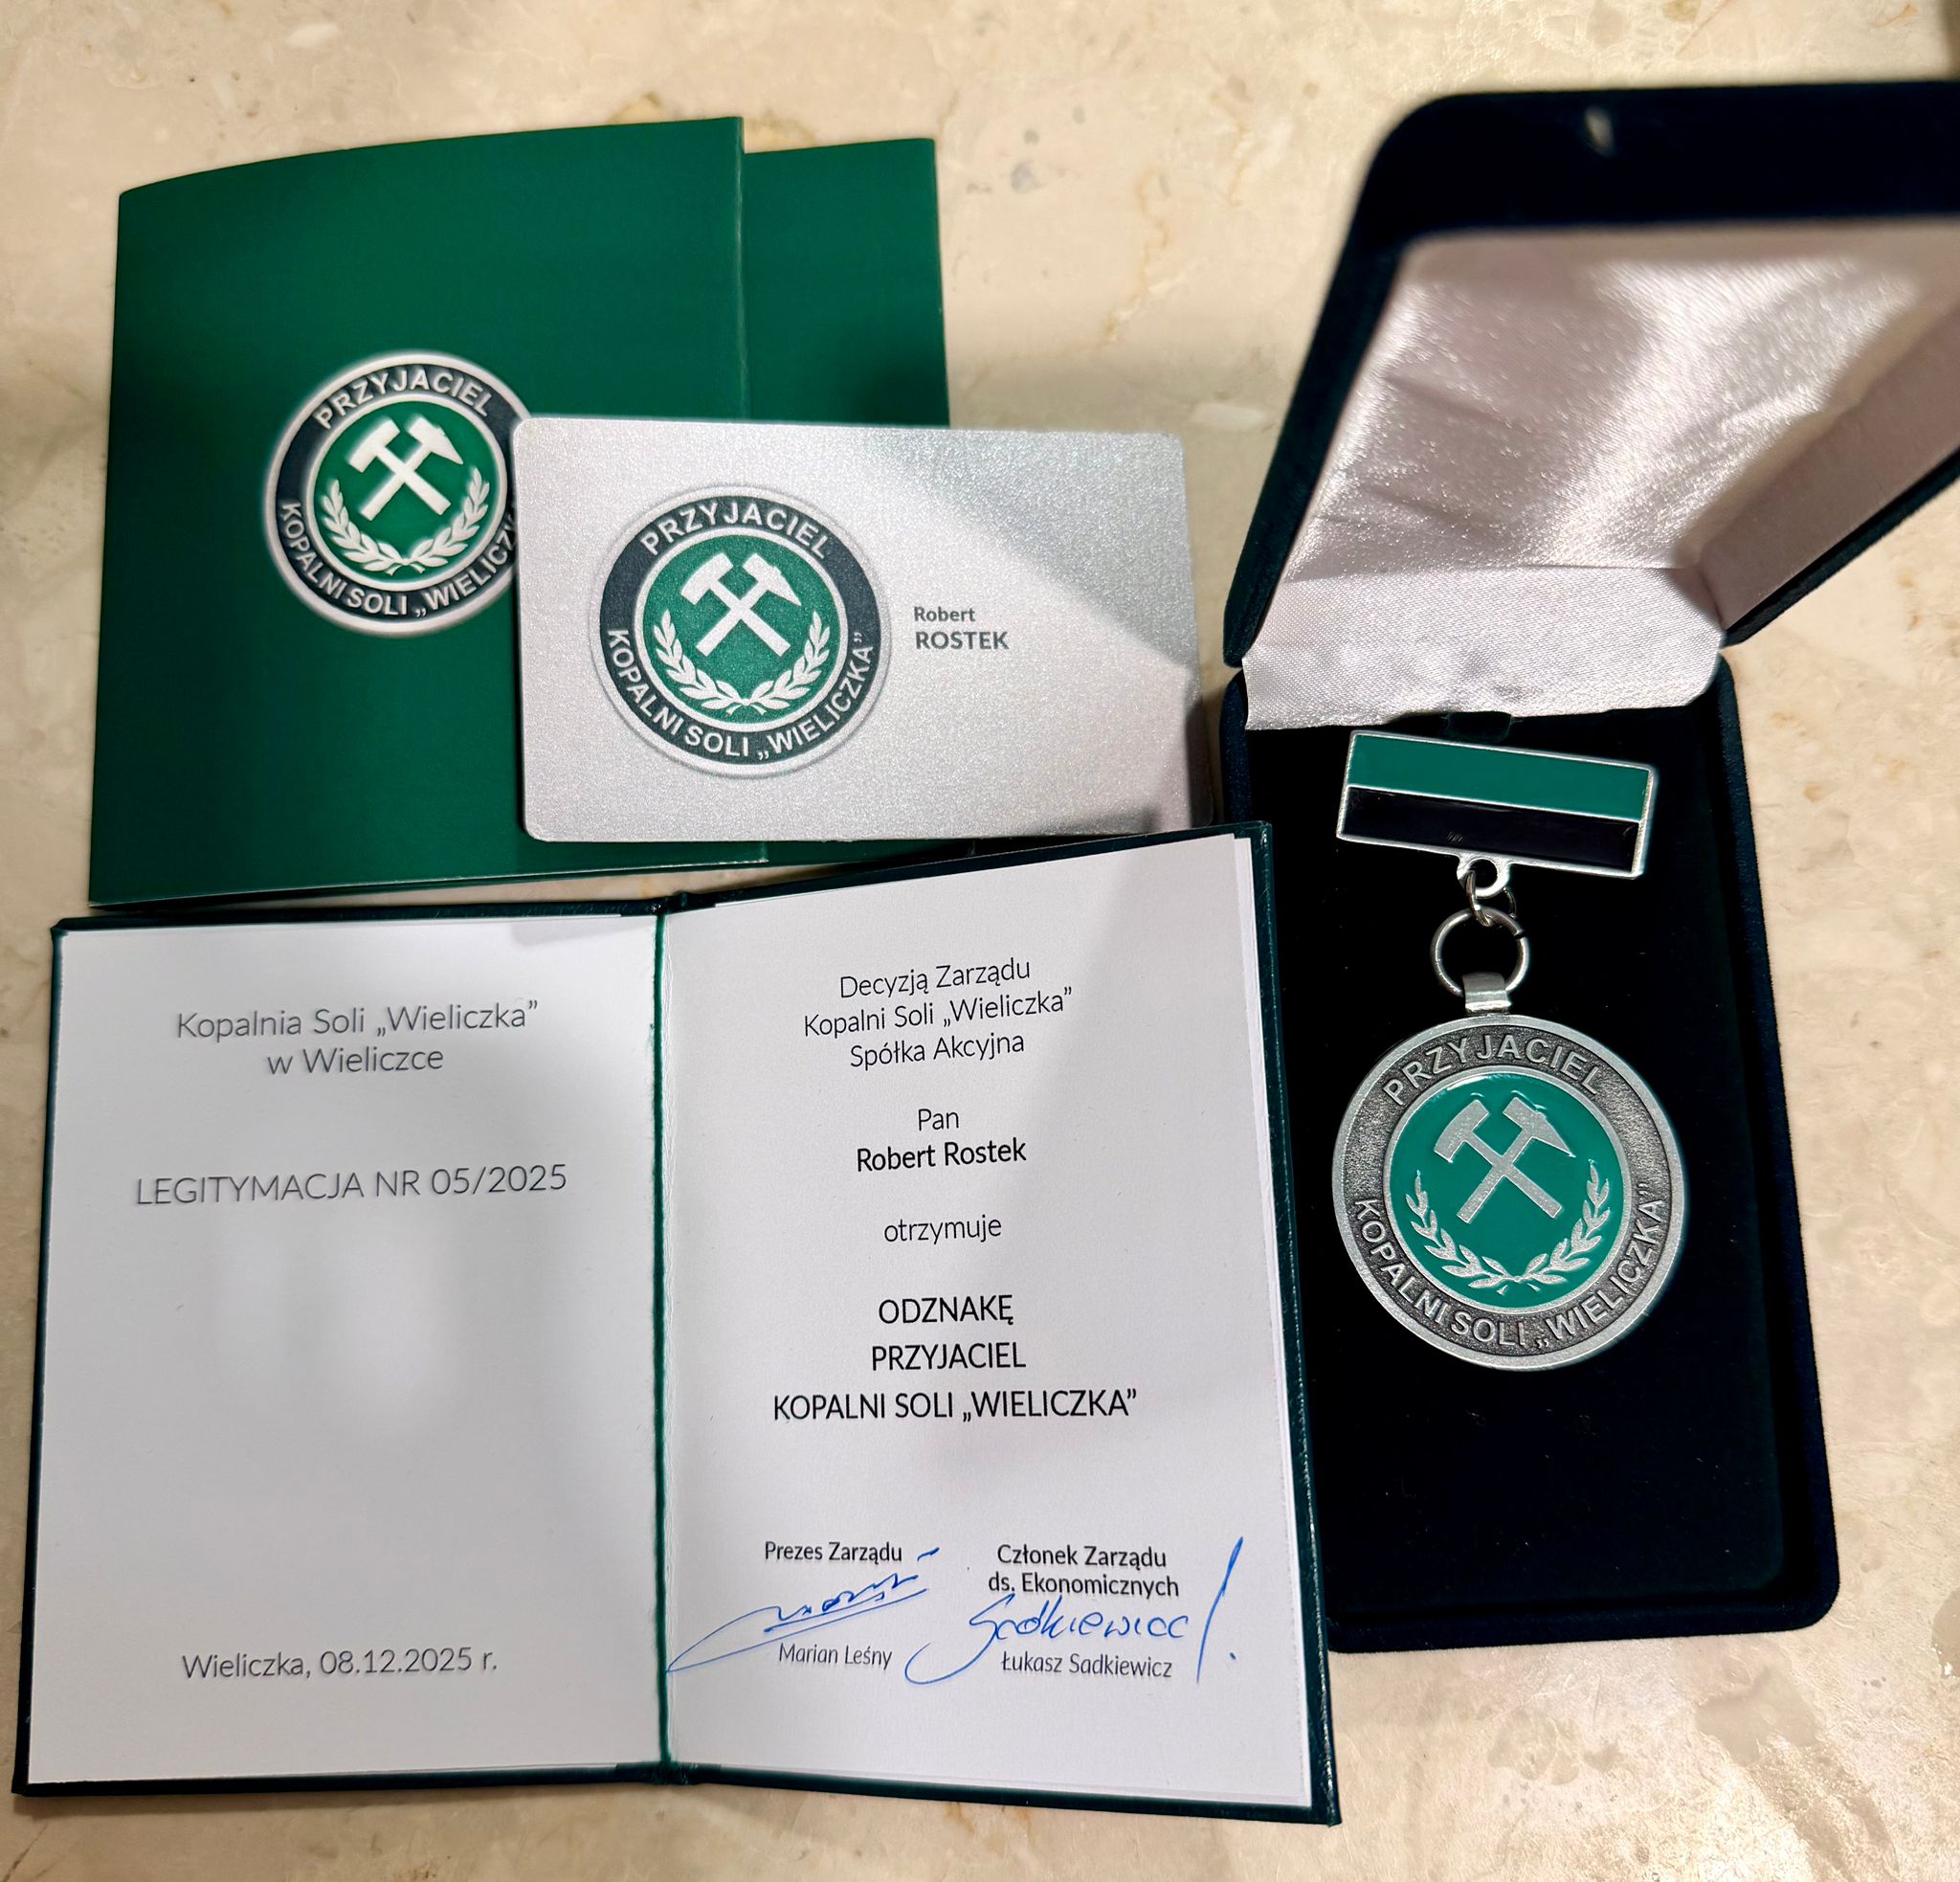 PRZYJACIEL
KOPALNI SOLI „WIELICZK
PRZYJACIEL
KOPALNI SOLI „WIELICZKA”
Robert
ROSTEK
Kopalnia Soli „Wieliczka”
w Wieliczce
LEGITYMACJA NR 05/2025
Wieliczka, 08.12.2025 r.
Decyzją Zarządu
Kopalni Soli „Wieliczka”
Spółka Akcyjna
Pan
Robert Rostek
otrzymuje
ODZNAKĘ
PRZYJACIEL
KOPALNI SOLI „WIELICZKA”
Prezes Zarządu
Marian Leśny
Członek Zarządu
ds. Ekonomicznych
Sadkiewicz
Łukasz Sadkiewicz
PRZYJACIEL
KOPALNI SOLI „WIELICZKA”